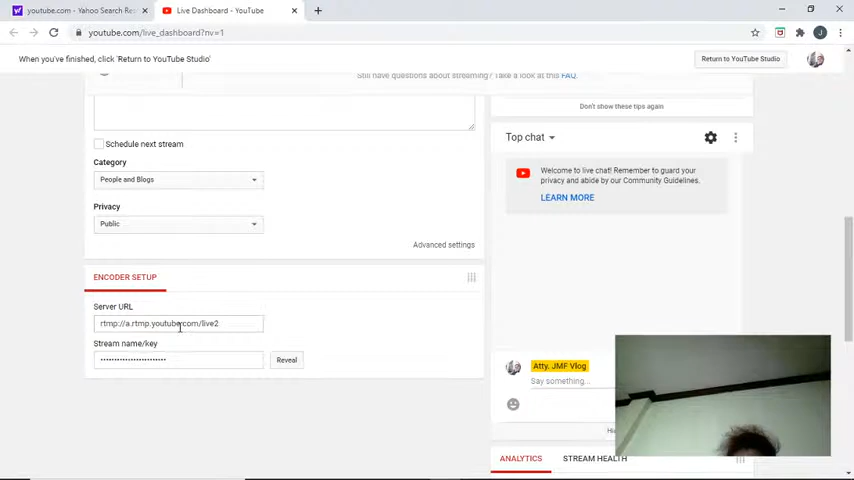 youtube.com - Yahoo Search Res
Live Dashboard - YouTube
youtube.com/live_dashboard?nv=1
J
When you've finished, click 'Return to YouTube Studio'
Return to YouTube Studio
Still have questions about streaming? Take a look at this FAQ.
Don't show these tips again
Schedule next stream
Category
People and Blogs
Privacy
Public
Advanced settings
Top chat
Welcome to live chat! Remember to guard your
privacy and abide by our Community Guidelines.
LEARN MORE
ENCODER SETUP
Server URL
rtmp://a.rtmp.youtube.com/live2
Stream name/key
Reveal
Atty. JMF Vlog
Say something...
ANALYTICS
STREAM HEALTH